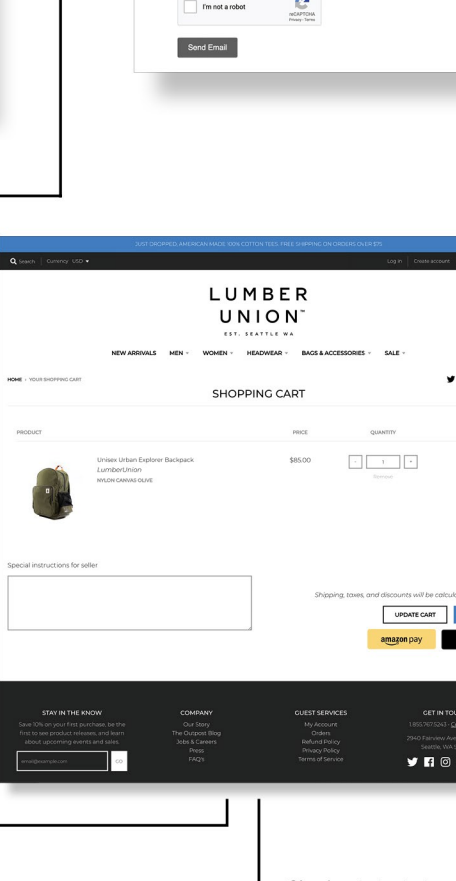 I'm not a robot
reCAPTCHA
Privacy - Terms
Send Email
JUST DROPPED: AMERICAN MADE 100% COTTON TEES. FREE SHIPPING ON ORDERS OVER $75
Search Currency USD
Log in Create account
LUMBER
UNION™
EST. SEATTLE WA
NEW ARRIVALS MEN WOMEN HEADWEAR BAGS & ACCESSORIES SALE
HOME › YOUR SHOPPING CART
SHOPPING CART
PRODUCT PRICE QUANTITY
Unisex Urban Explorer Backpack $85.00 - 1 +
LumberUnion
NYLON CANVAS OLIVE
Remove
Special instructions for seller
Shipping, taxes, and discounts will be calcul
UPDATE CART
amazon pay
STAY IN THE KNOW
Save 10% on your first purchase, be the
first to see product releases, and learn
about upcoming events and sales.
email@example.com GO
COMPANY
Our Story
The Outpost Blog
Jobs & Careers
Press
FAQ's
GUEST SERVICES
My Account
Orders
Refund Policy
Privacy Policy
Terms of Service
GET IN TOU
1.855.767.5243 -
2940 Fairview Ave
Seattle, WA